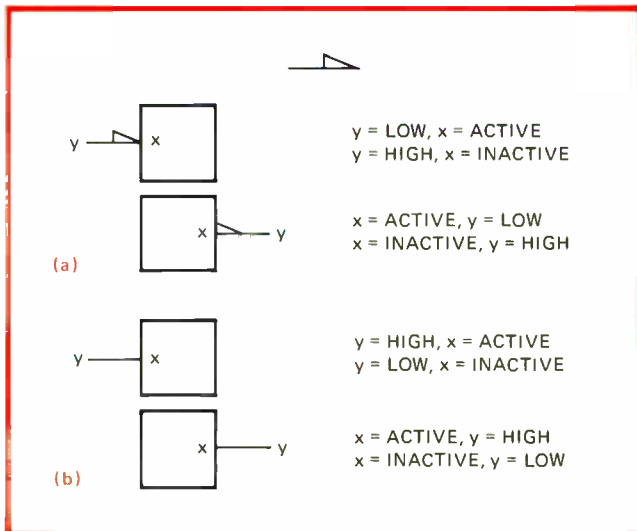 y x y = LOW, x = ACTIVE
y = HIGH, x = INACTIVE
x y x = ACTIVE, y = LOW
x = INACTIVE, y = HIGH
(a)
y x y = HIGH, x = ACTIVE
y = LOW, x = INACTIVE
x y x = ACTIVE, y = HIGH
x = INACTIVE, y = LOW
(b)